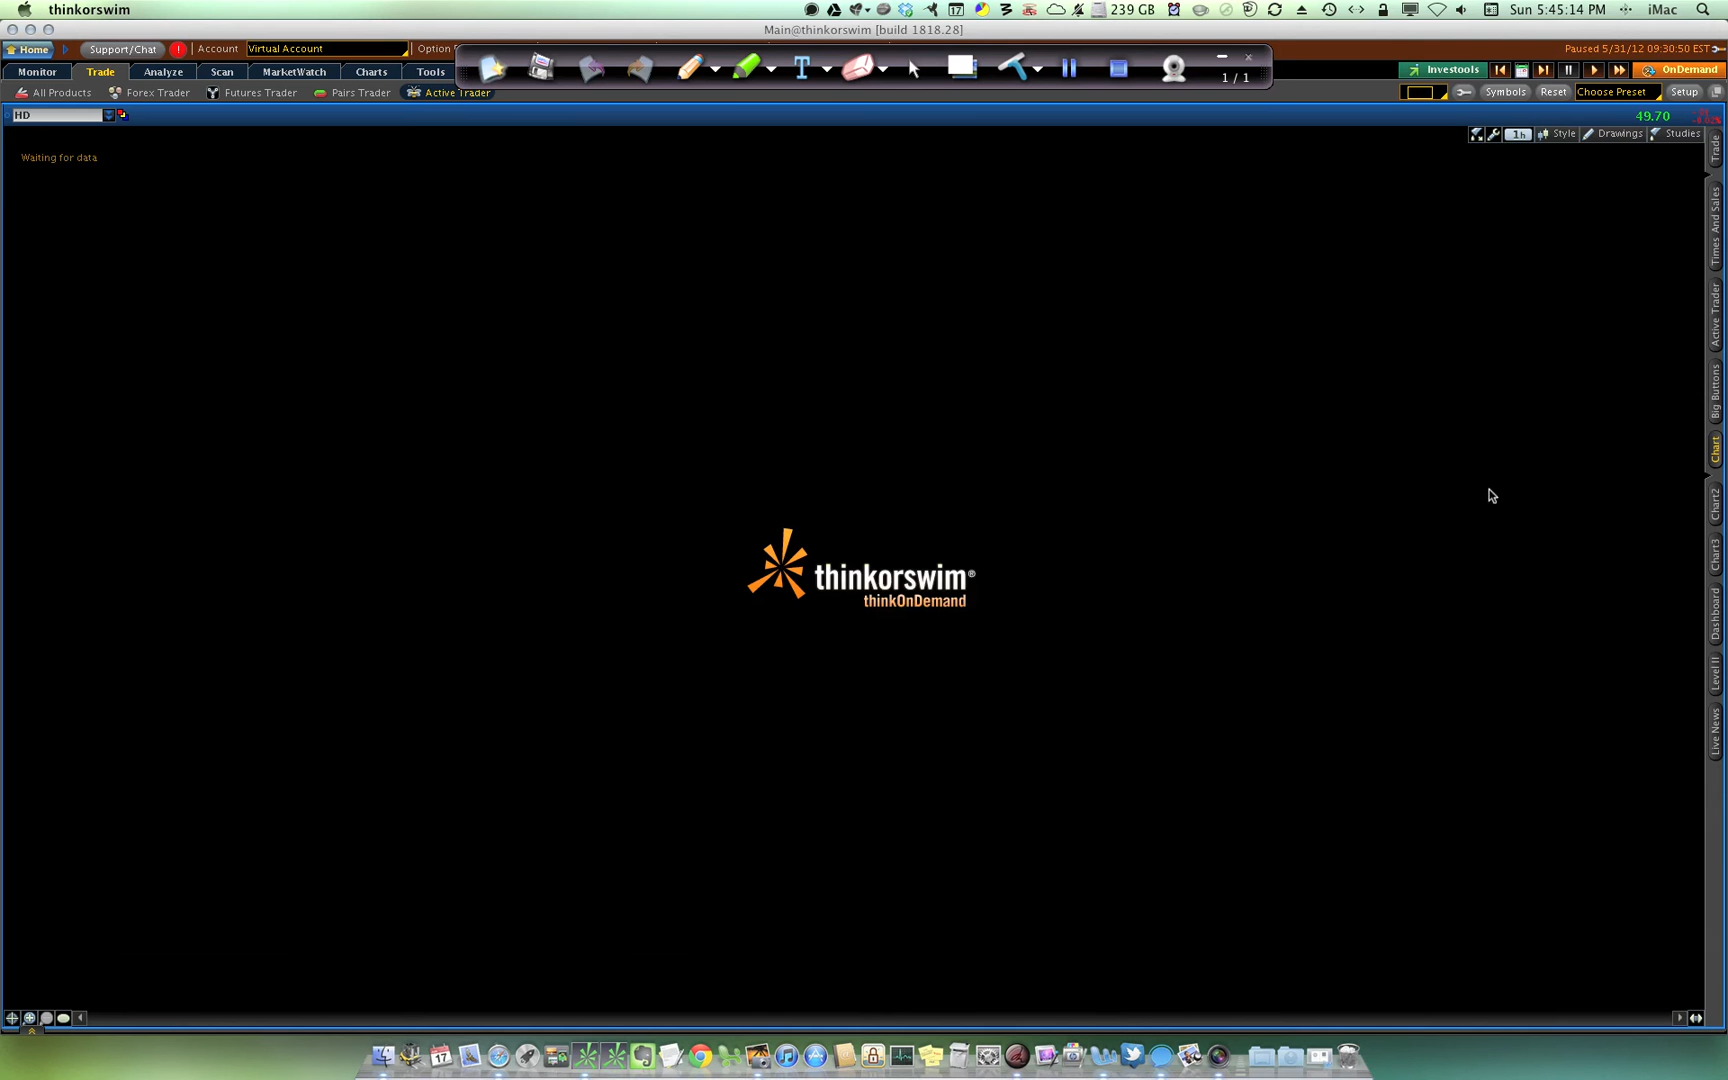 thinkorswim
239 GB
17
Sun 5:45:14 PM
iMac
Main@thinkorswim [build 1818.28]
Home
Support/Chat
!
Account
Virtual Account
Option
Paused 5/31/12 09:30:50 EST
Monitor
Trade
Analyze
Scan
MarketWatch
Charts
Tools
T
1 / 1
Investools
OnDemand
All Products
Forex Trader
Futures Trader
Pairs Trader
Active Trader
Symbols
Reset
Choose Preset
Setup
HD
49.70
1h
Style
Drawings
Studies
Waiting for data
Trade
Times And Sales
Active Trader
Big Buttons
Chart
Chart2
Chart3
Dashboard
Level II
Live News
thinkorswim®
thinkOnDemand
17